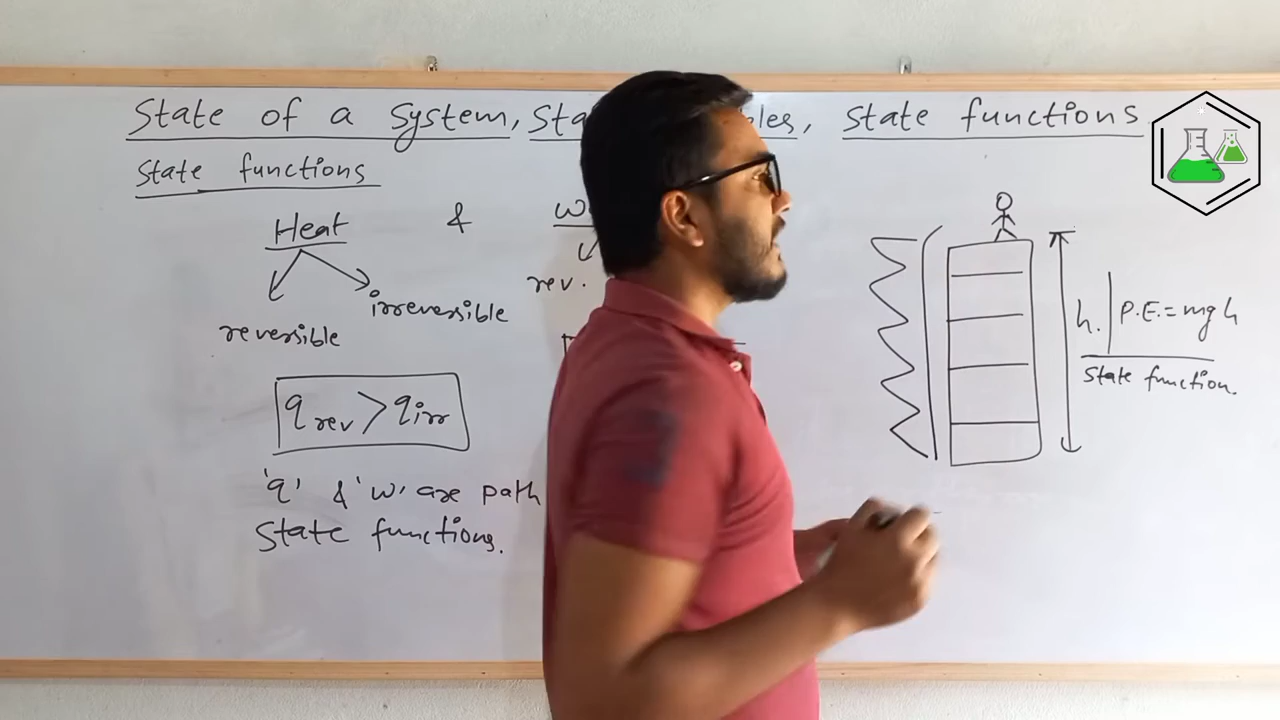 State of a System, State functions
State functions
Heat &
rev.
reversible irreversible
q rev > q irr
'q' & 'w' are path
State functions.
h. P.E. = mgh
State function.